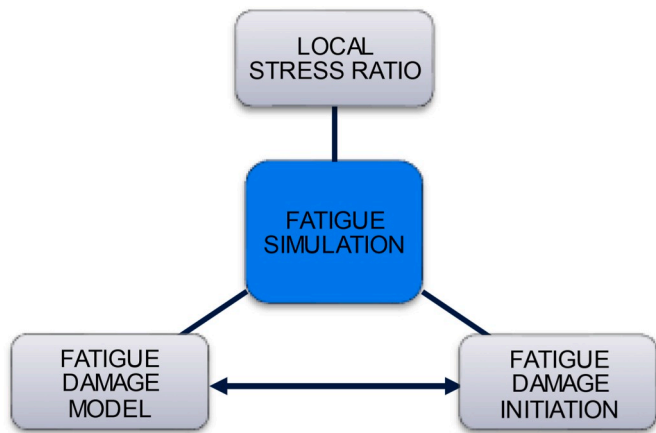 LOCAL
STRESS RATIO
FATIGUE
SIMULATION
FATIGUE
DAMAGE
MODEL
FATIGUE
DAMAGE
INITIATION